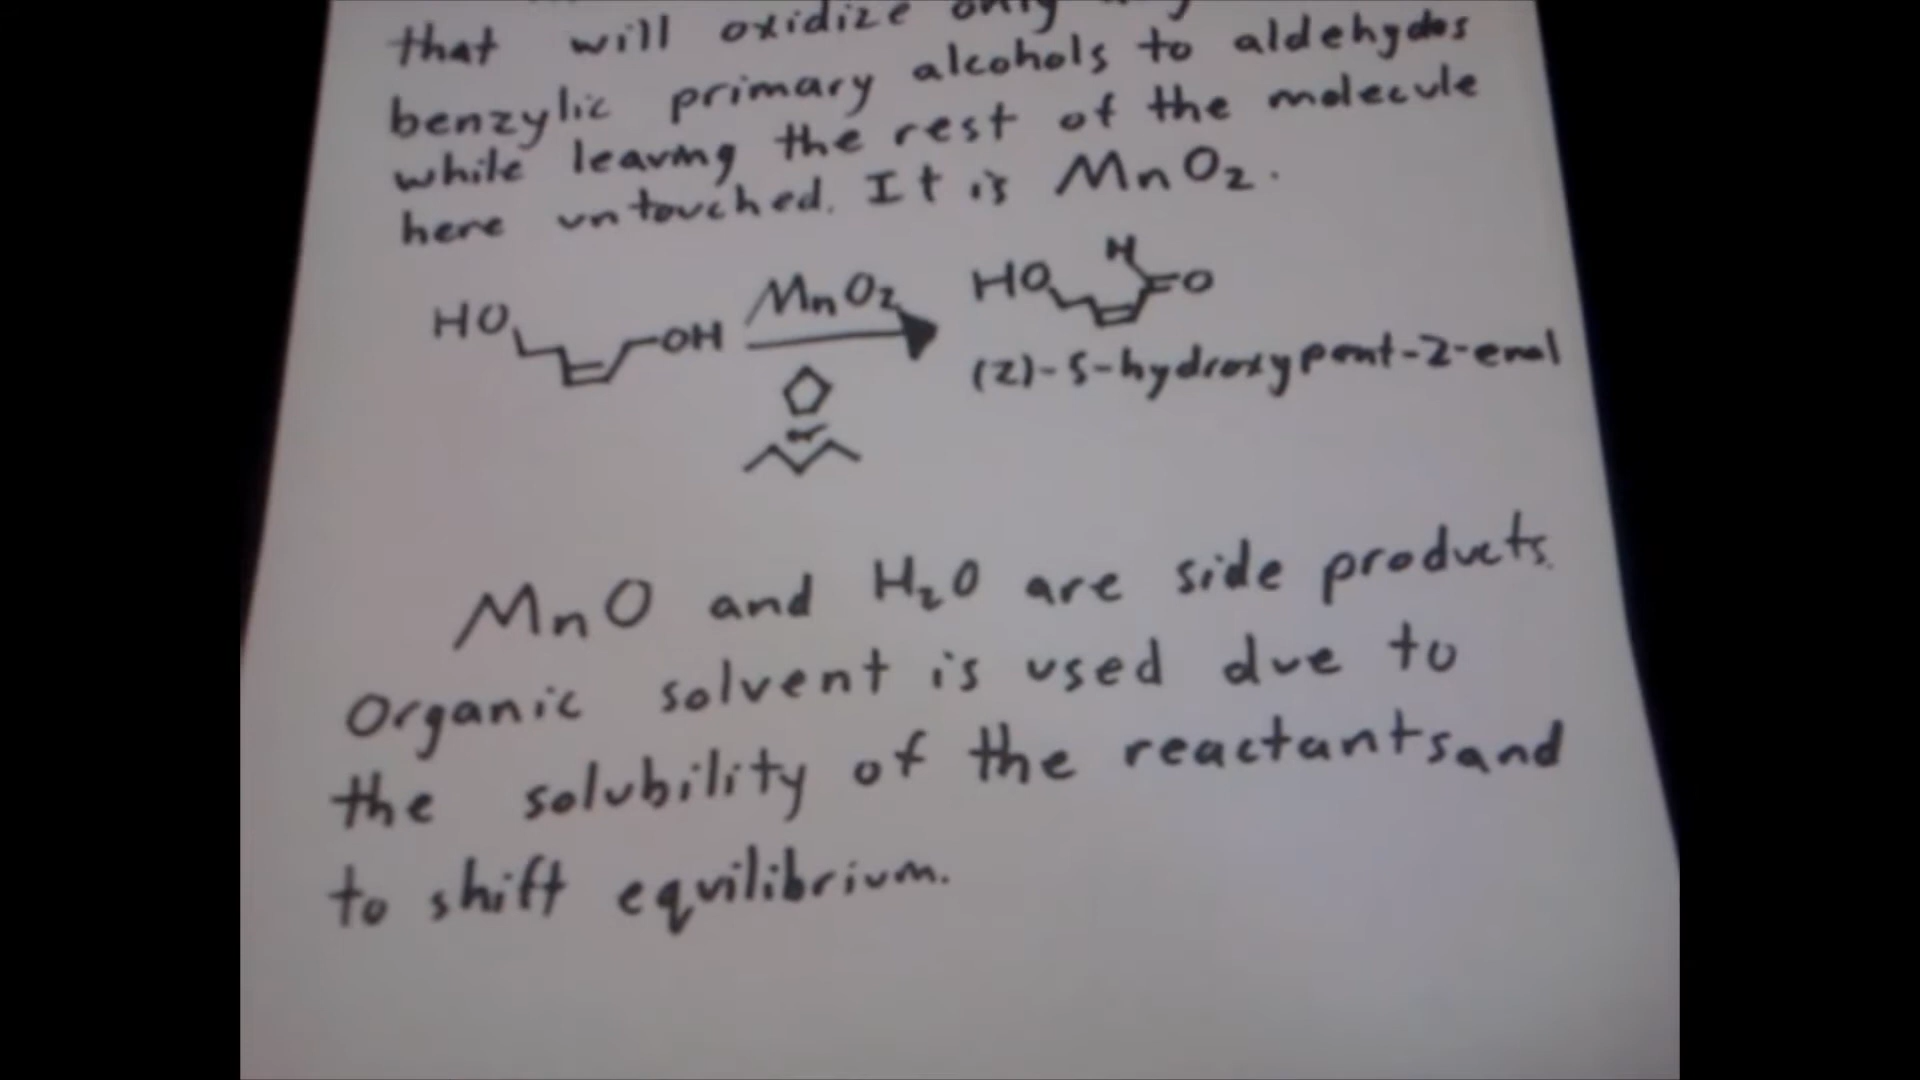 that will oxidize only
benzylic primary alcohols to aldehydes
while leaving the rest of the molecule
here untouched. It is MnO2.
HO OH MnO2 HO H O
or
(Z)-5-hydroxypent-2-enal
MnO and H2O are side products.
Organic solvent is used due to
the solubility of the reactants and
to shift equilibrium.